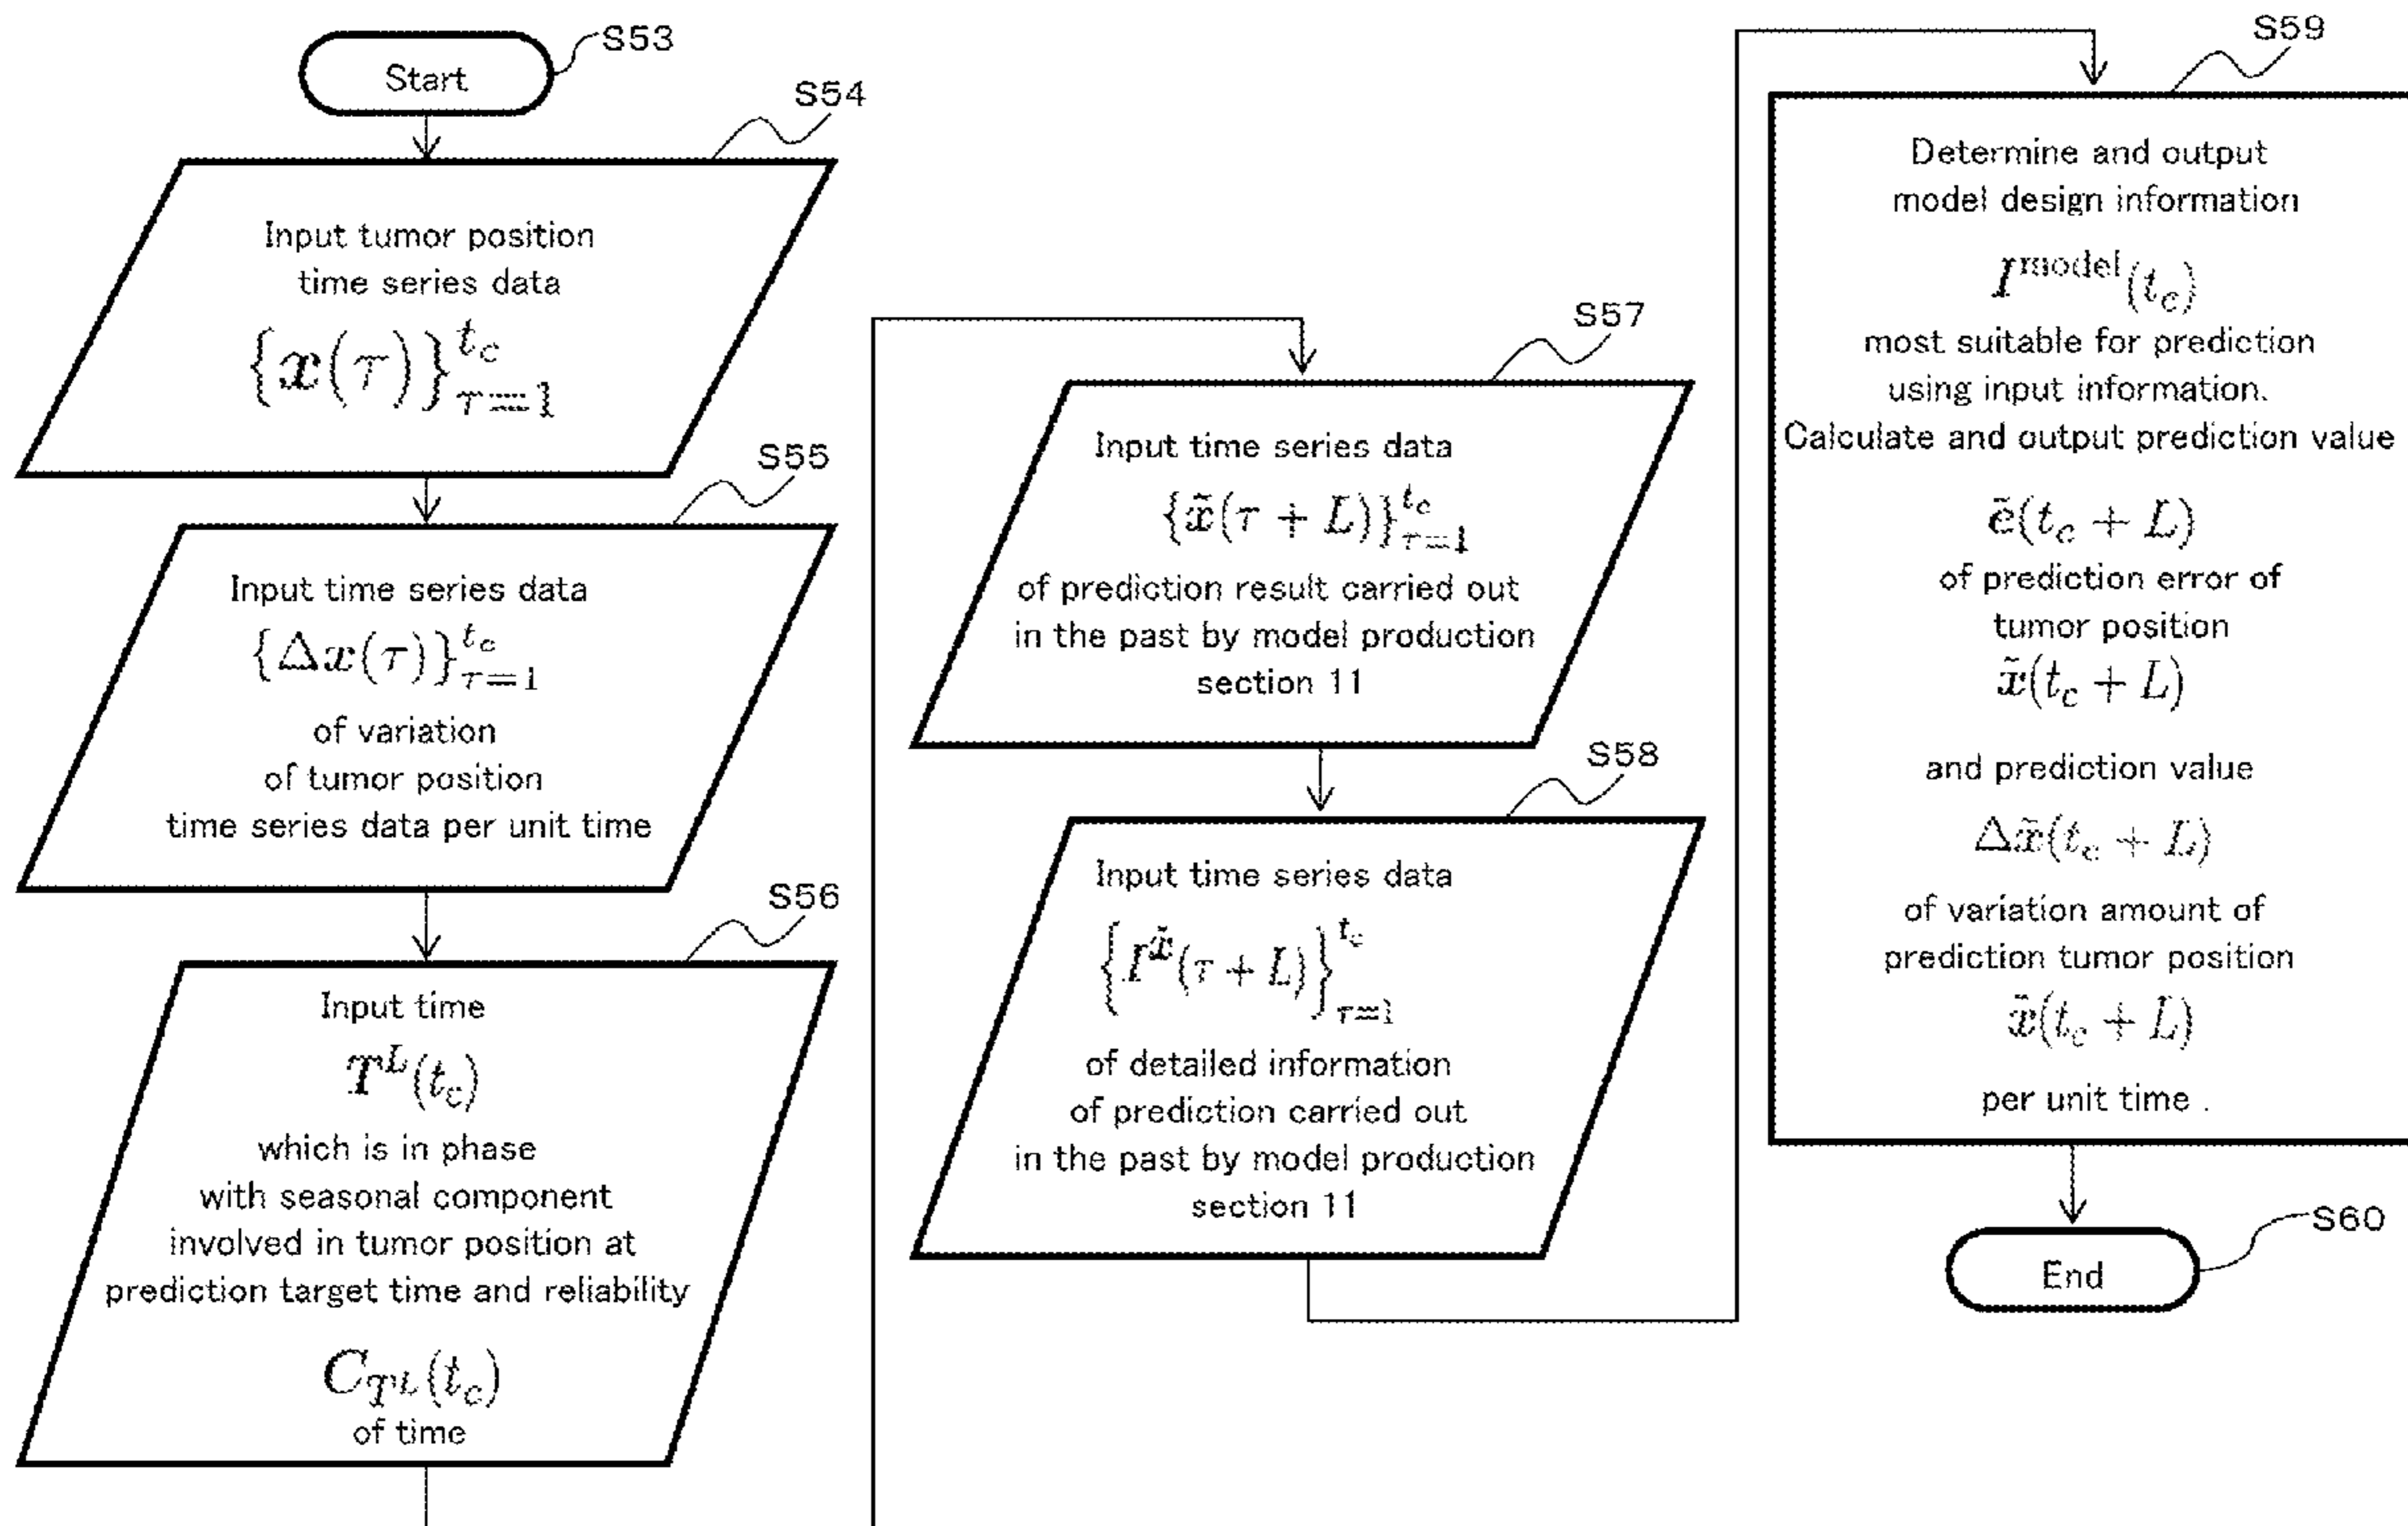 S53
Start
S54
Input tumor position
time series data
{x(τ)}_{τ=1}^{t_c}
S55
Input time series data
{Δx(τ)}_{τ=1}^{t_c}
of variation
of tumor position
time series data per unit time
S56
Input time
T^L(t_c)
which is in phase
with seasonal component
involved in tumor position at
prediction target time and reliability
C_{T^L}(t_c)
of time
S57
Input time series data
{x̃(τ + L)}_{τ=1}^{t_c}
of prediction result carried out
in the past by model production
section 11
S58
Input time series data
{I^{x̃}(τ + L)}_{τ=1}^{t_c}
of detailed information
of prediction carried out
in the past by model production
section 11
S59
Determine and output
model design information
I^{model}(t_c)
most suitable for prediction
using input information.
Calculate and output prediction value
ẽ(t_c + L)
of prediction error of
tumor position
x̃(t_c + L)
and prediction value
Δx̃(t_c + L)
of variation amount of
prediction tumor position
x̃(t_c + L)
per unit time .
S60
End